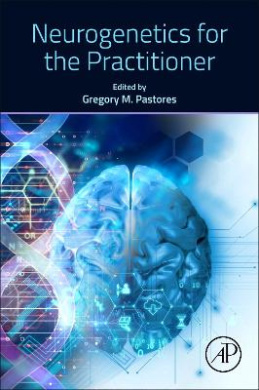 Neurogenetics for
the Practitioner
Edited by
Gregory M. Pastores
AP